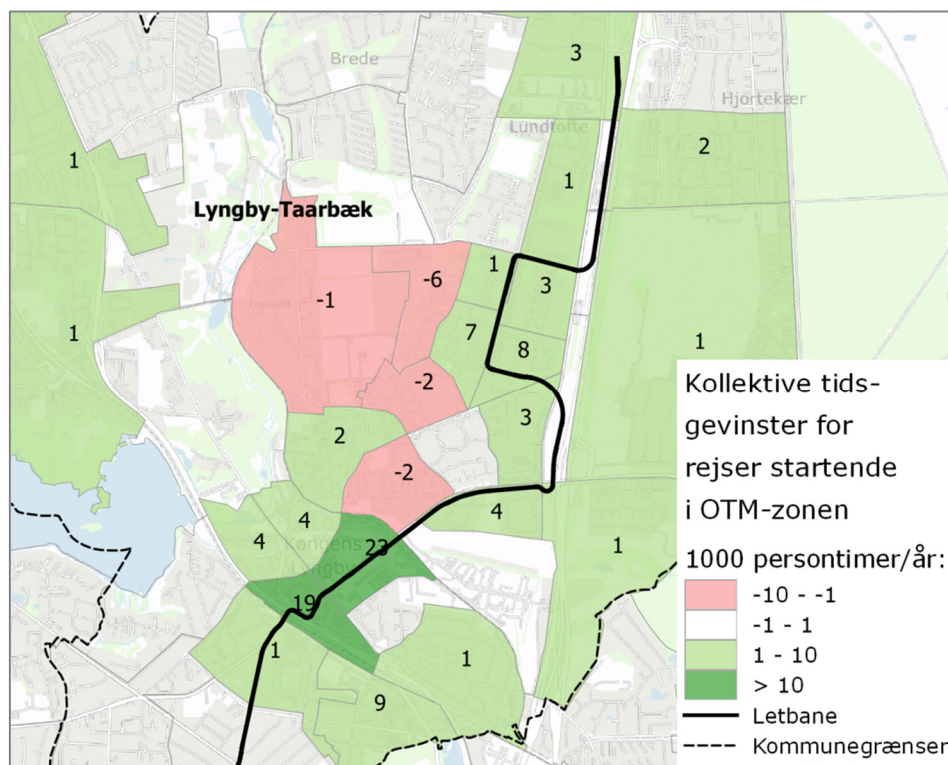 Brede
3
Hjortekær
Lundtofte
2
1
1
Lyngby-Taarbæk
1
-6
3
-1
7
8
1
1
-2
3
2
-2
4
4
4
23
Kongens
Lyngby
1
19
1
1
9
Kollektive tids-
gevinster for
rejser startende
i OTM-zonen
1000 persontimer/år:
-10 - -1
-1 - 1
1 - 10
> 10
Letbane
Kommunegrænser